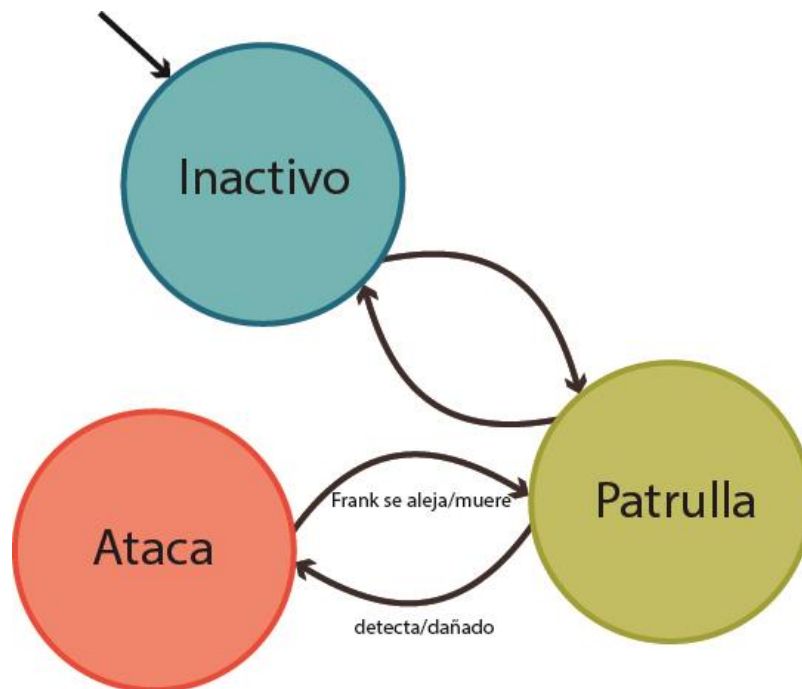 Inactivo
Patrulla
Frank se aleja/muere
Ataca
detecta/dañado